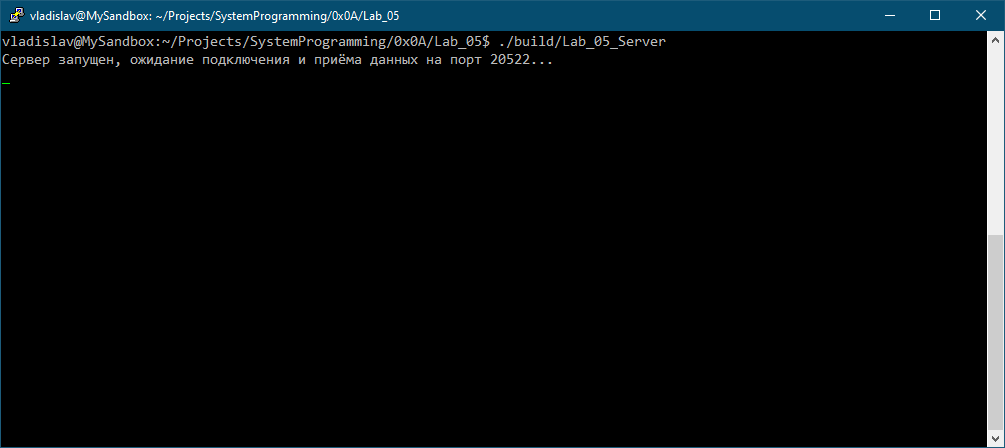 vladislav@MySandbox: ~/Projects/SystemProgramming/0x0A/Lab_05
vladislav@MySandbox:~/Projects/SystemProgramming/0x0A/Lab_05$ ./build/Lab_05_Server
Сервер запущен, ожидание подключения и приёма данных на порт 20522...